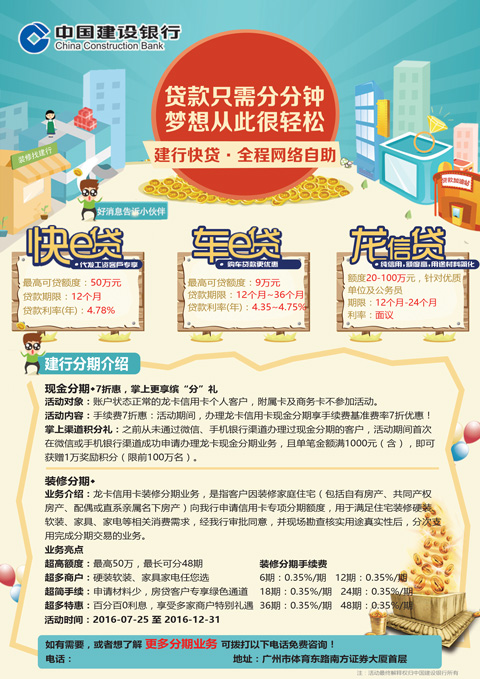 中国建设银行
China Construction Bank
贷款只需分分钟
梦想从此很轻松
建行快贷·全程网络自助
装修找建行
贷款加油站
好消息告诉小伙伴
快e贷
·代发工资客户专享
最高可贷额度：50万元
贷款期限：12个月
贷款利率(年)：4.78%
车e贷
·购车贷款更优惠
最高可贷额度：9万元
贷款期限：12个月~36个月
贷款利率(年)：4.35~4.75%
龙信贷
·纯信用，额度高，用途材料简化
额度20-100万元，针对优质
单位及公务员
期限：12个月-24个月
利率：面议
建行分期介绍
现金分期·7折惠，掌上更享缤“分”礼
活动对象：账户状态正常的龙卡信用卡个人客户，附属卡及商务卡不参加活动。
活动内容：手续费7折惠：活动期间，办理龙卡信用卡现金分期享手续费基准费率7折优惠！
掌上渠道积分礼：之前从未通过微信、手机银行渠道办理过现金分期的客户，活动期间首次
在微信或手机银行渠道成功申请办理龙卡现金分期业务，且单笔金额满1000元（含），即可
获赠1万奖励积分（限前100万名）。
装修分期·
业务介绍：龙卡信用卡装修分期业务，是指客户因装修家庭住宅（包括自有房产、共同产权
房产、配偶或直系亲属名下房产）向我行申请信用卡专项分期额度，用于满足住宅装修硬装、
软装、家具、家电等相关消费需求，经我行审批同意，并现场勘查核实用途真实性后，分次支
用完成分期交易的业务。
业务亮点
超高额度：最高50万，最长可分48期
超多商户：硬装软装、家具家电任您选
超简手续：申请材料少，房贷客户专享绿色通道
超多特惠：百分百0利息，享受多家商户特别礼遇
活动时间：2016-07-25 至 2016-12-31
装修分期手续费
6期：0.35%/期 12期：0.35%/期
18期：0.35%/期 24期：0.35%/期
36期：0.35%/期 48期：0.35%/期
如有需要，或者想了解 更多分期业务 可拨打以下电话免费咨询！
电话： 地址：广州市体育东路南方证券大厦首层
注：活动最终解释权归中国建设银行所有